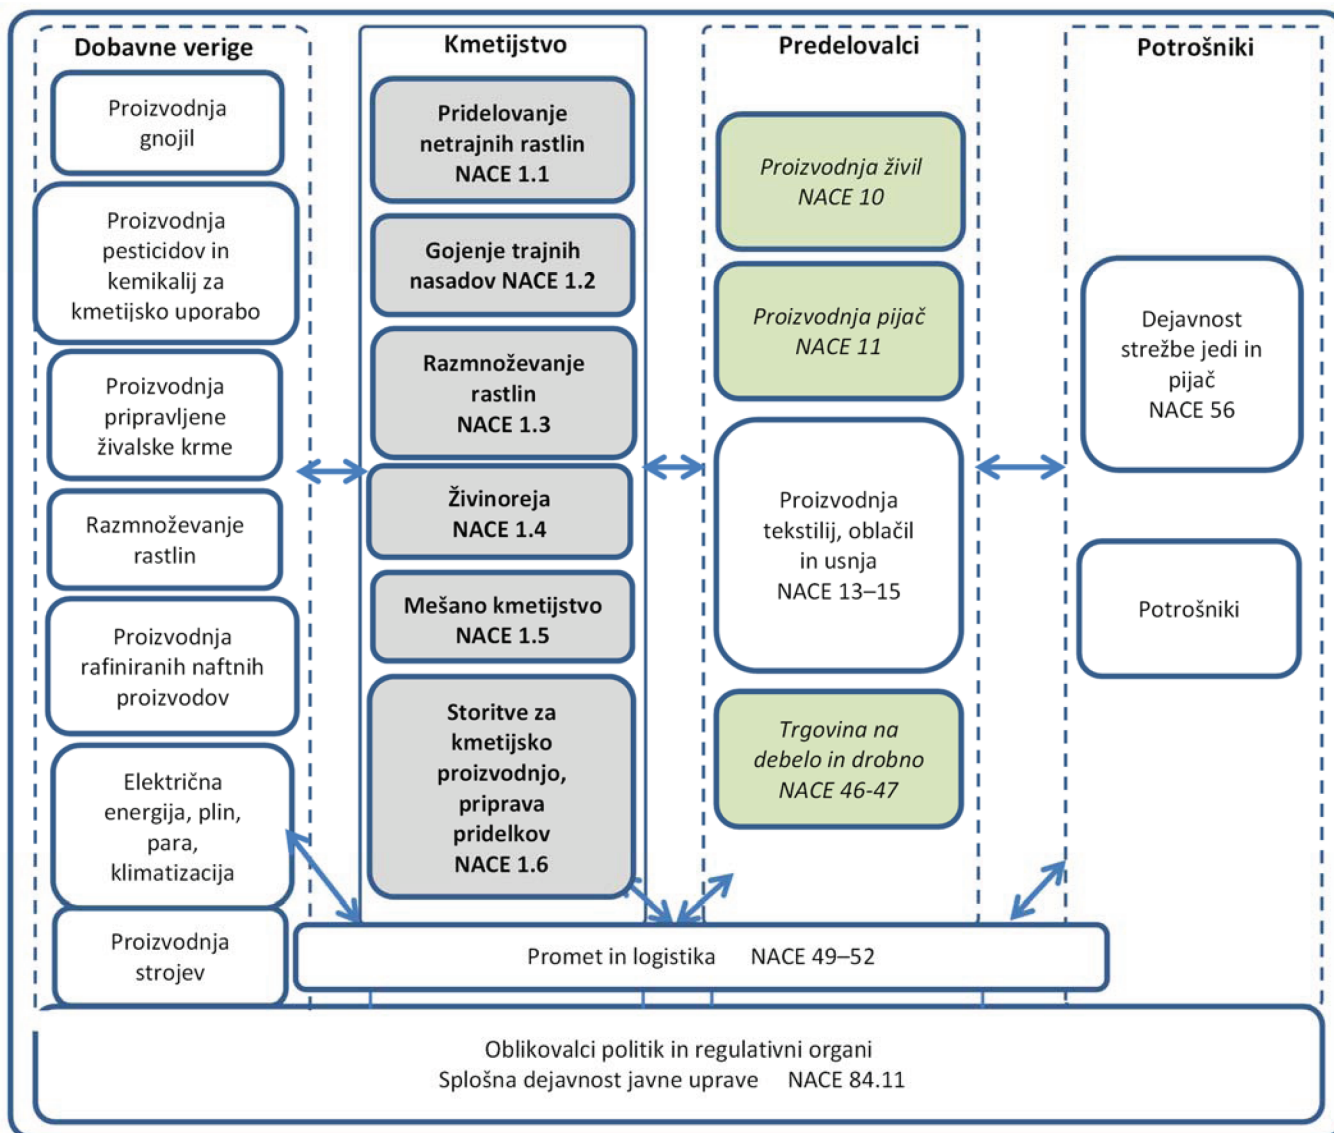 Dobavne verige
Proizvodnja
gnojil
Proizvodnja
pesticidov in
kemikalij za
kmetijsko uporabo
Proizvodnja
pripravljene
živalske krme
Razmnoževanje
rastlin
Proizvodnja
rafiniranih naftnih
proizvodov
Električna
energija, plin,
para,
klimatizacija
Proizvodnja
strojev
Kmetijstvo
Pridelovanje
netrajnih rastlin
NACE 1.1
Gojenje trajnih
nasadov NACE 1.2
Razmnoževanje
rastlin
NACE 1.3
Živinoreja
NACE 1.4
Mešano kmetijstvo
NACE 1.5
Storitve za
kmetijsko
proizvodnjo,
priprava
pridelkov
NACE 1.6
Predelovalci
Proizvodnja živil
NACE 10
Proizvodnja pijač
NACE 11
Proizvodnja
tekstilij, oblačil
in usnja
NACE 13–15
Trgovina na
debelo in drobno
NACE 46-47
Potrošniki
Dejavnost
strežbe jedi in
pijač
NACE 56
Potrošniki
Promet in logistika NACE 49–52
Oblikovalci politik in regulativni organi
Splošna dejavnost javne uprave NACE 84.11